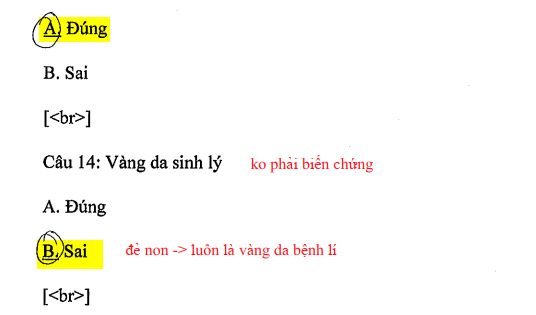 A. Đúng
B. Sai
[<br>]
Câu 14: Vàng da sinh lý ko phải biến chứng
A. Đúng
B. Sai đẻ non -> luôn là vàng da bệnh lí
[<br>]